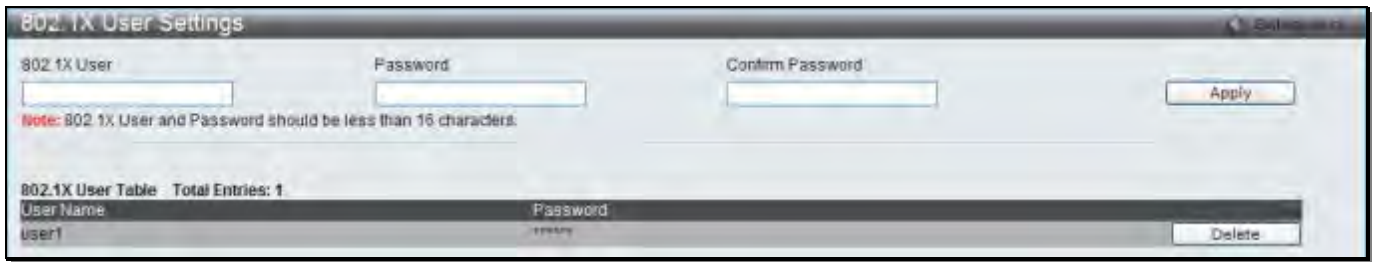 802.1X User Settings
802.1X User Password Confirm Password
Apply
Note: 802.1X User and Password should be less than 16 characters.
802.1X User Table Total Entries: 1
User Name Password
user1 ****** Delete